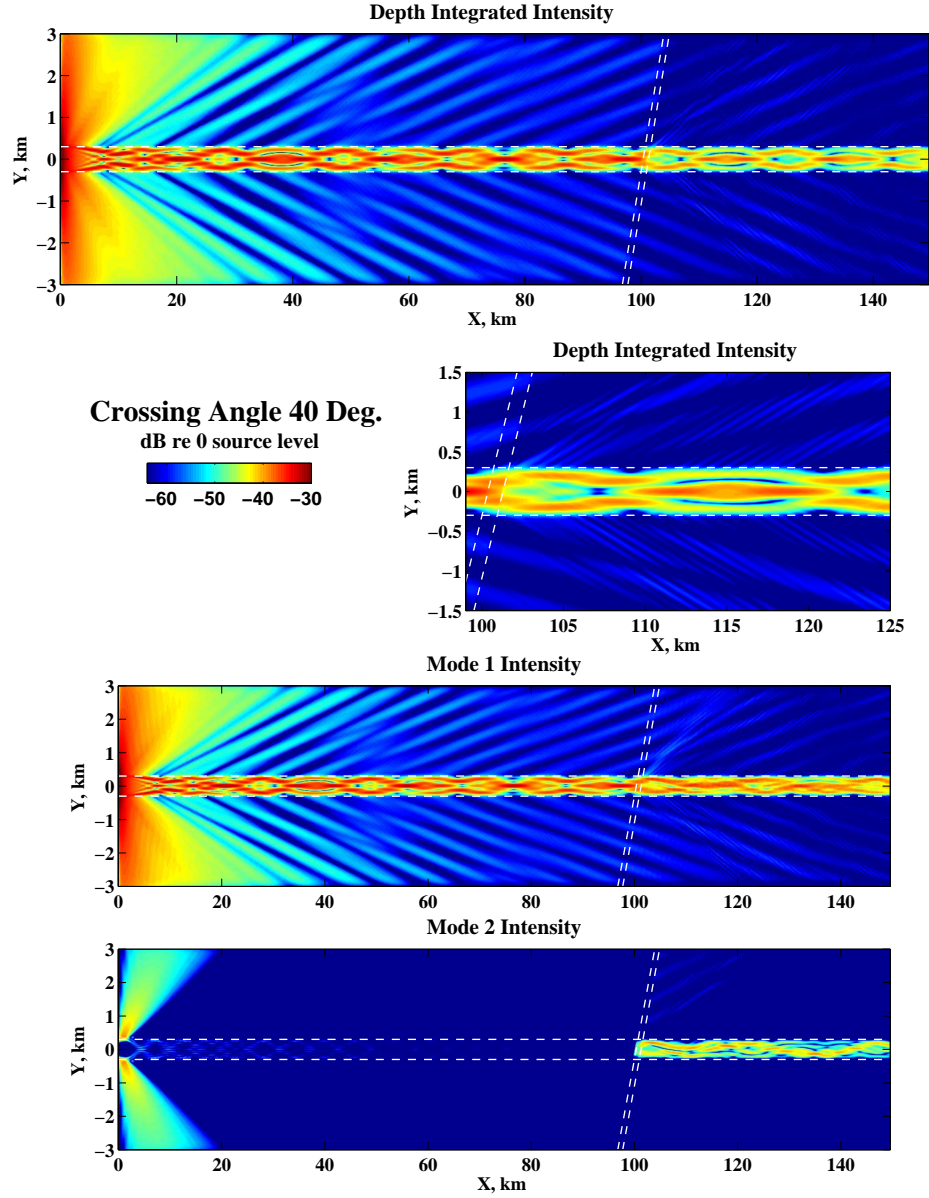 Depth Integrated Intensity
3
2
1
0
−1
−2
−3
Y, km
0 20 40 60 80 100 120 140
X, km
Depth Integrated Intensity
Crossing Angle 40 Deg.
dB re 0 source level
−60 −50 −40 −30
1.5
1
0.5
0
−0.5
−1
−1.5
Y, km
100 105 110 115 120 125
X, km
Mode 1 Intensity
3
2
1
0
−1
−2
−3
Y, km
0 20 40 60 80 100 120 140
Mode 2 Intensity
3
2
1
0
−1
−2
−3
Y, km
0 20 40 60 80 100 120 140
X, km